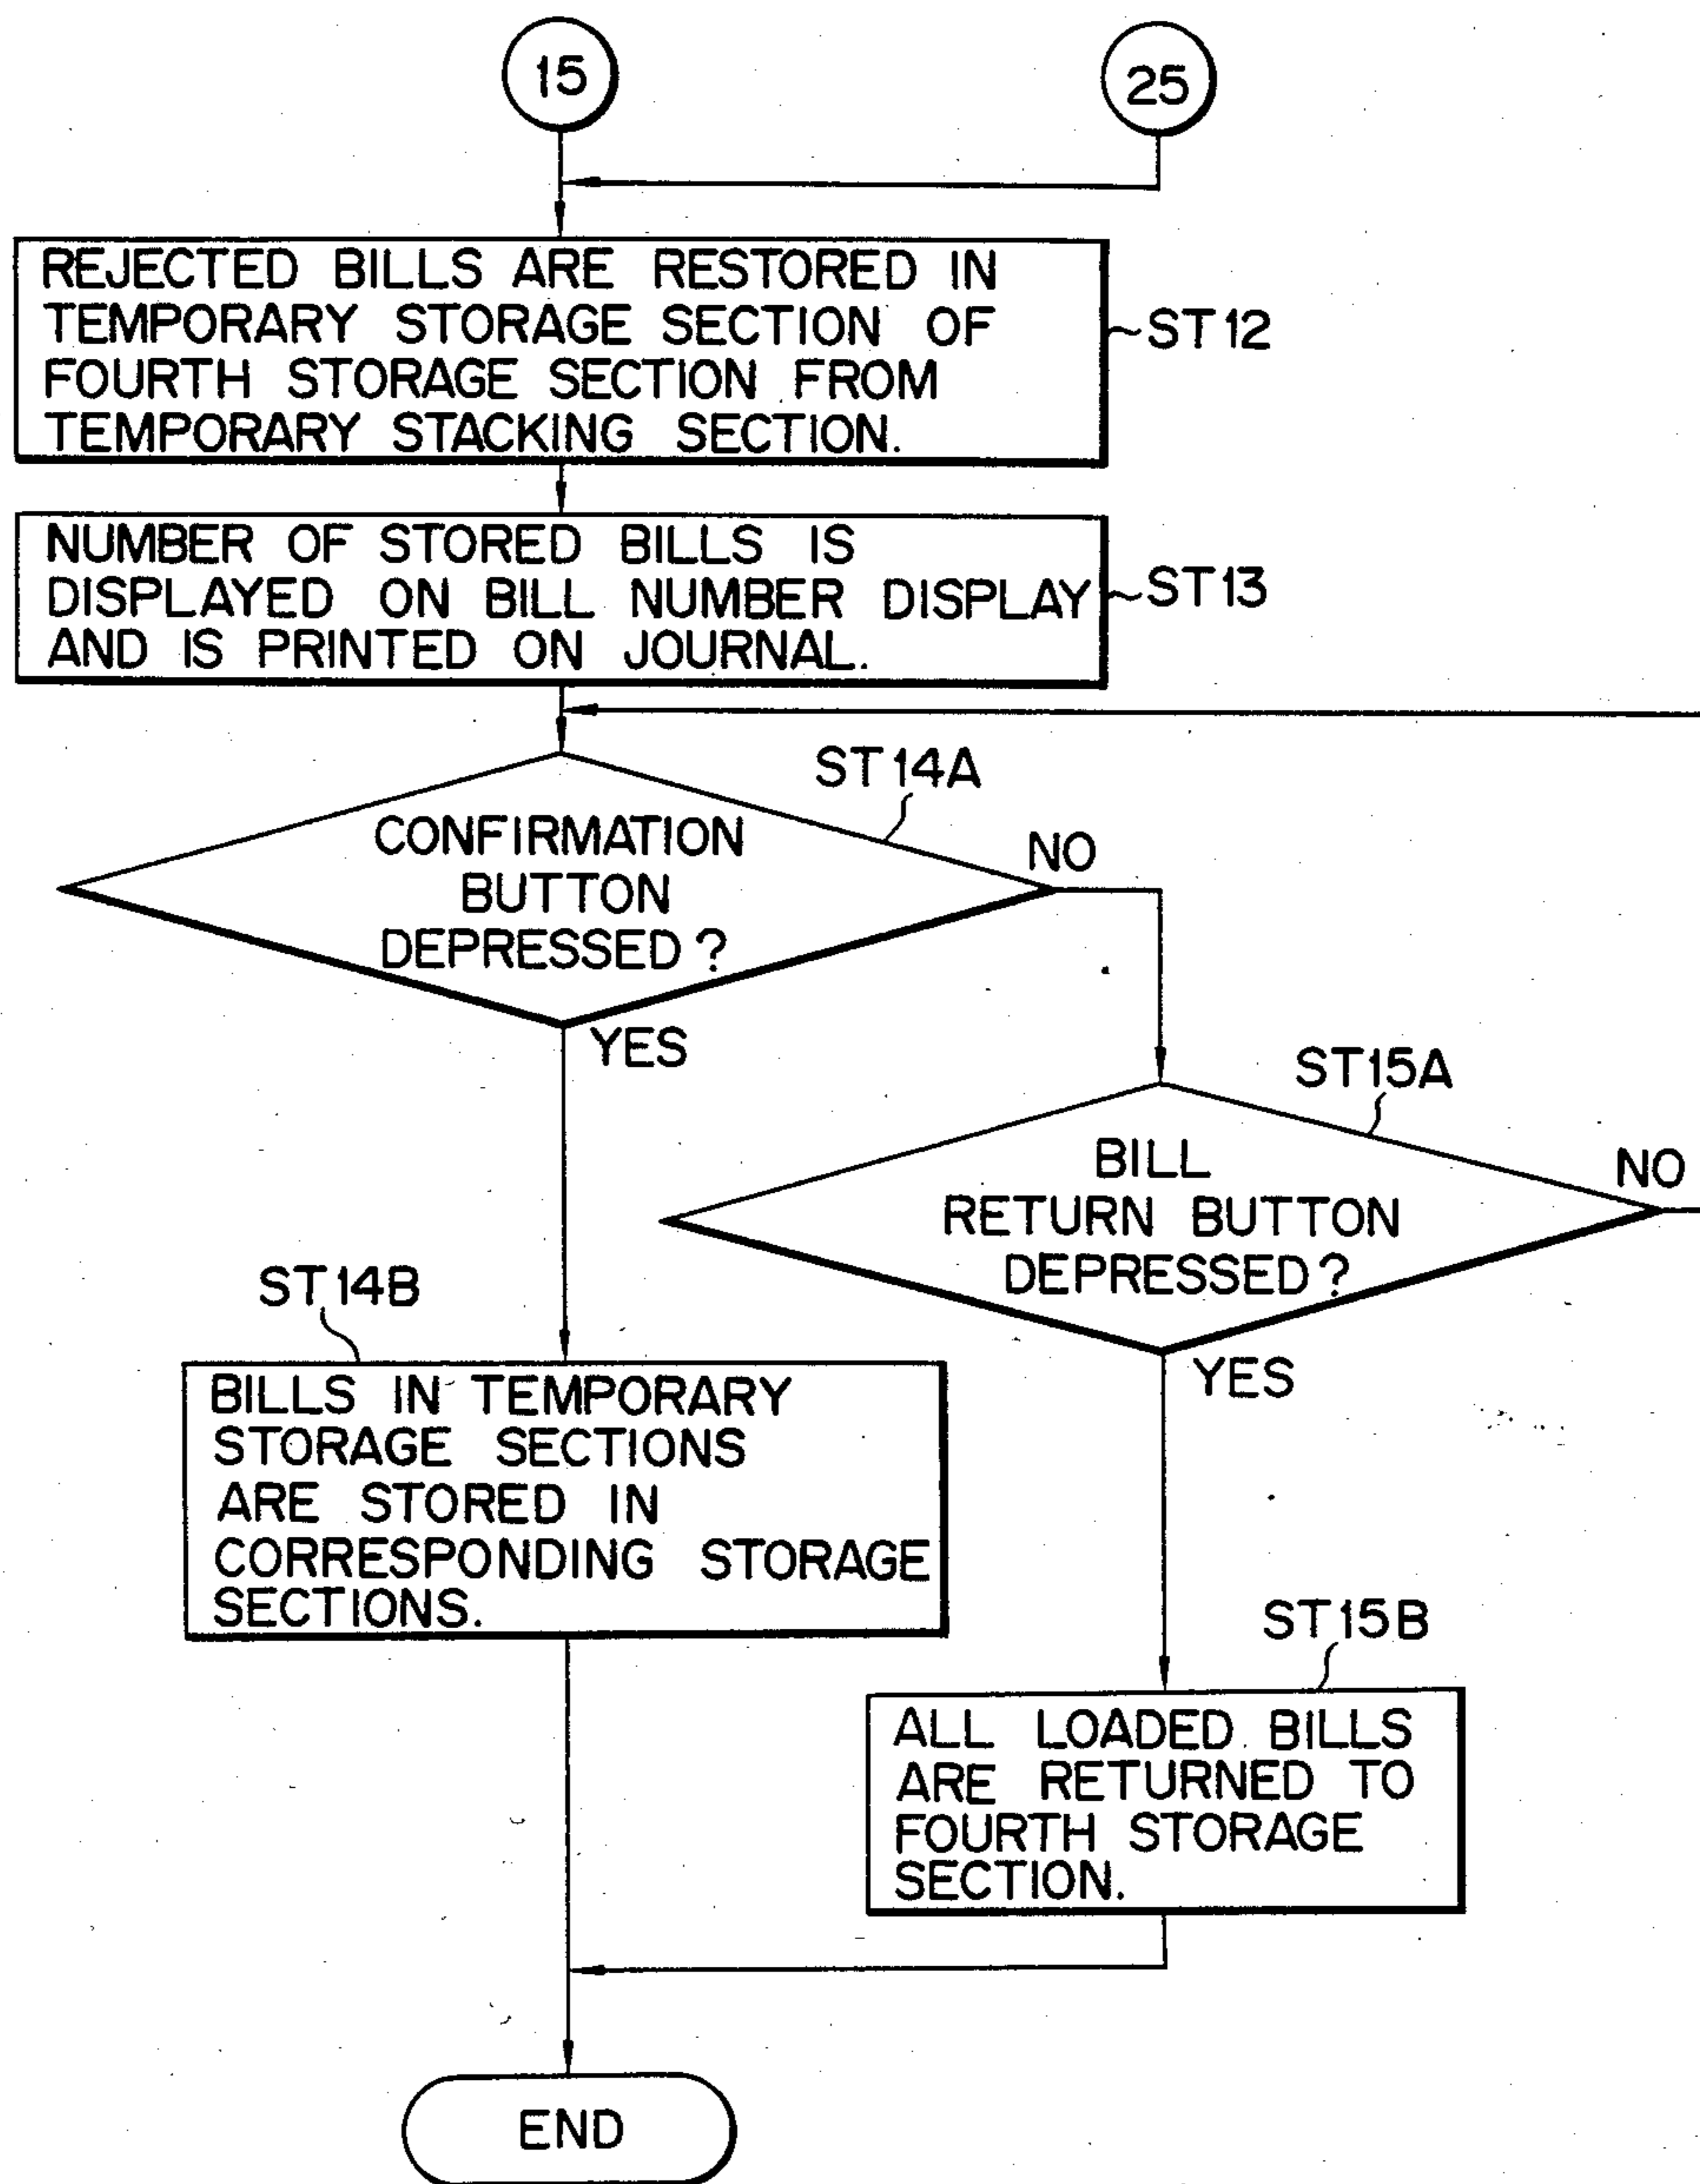 15
25
REJECTED BILLS ARE RESTORED IN
TEMPORARY STORAGE SECTION OF
FOURTH STORAGE SECTION FROM
TEMPORARY STACKING SECTION.
ST12
NUMBER OF STORED BILLS IS
DISPLAYED ON BILL NUMBER DISPLAY
AND IS PRINTED ON JOURNAL.
ST13
ST14A
CONFIRMATION
BUTTON
DEPRESSED?
NO
YES
ST15A
BILL
RETURN BUTTON
DEPRESSED?
NO
YES
ST14B
BILLS IN TEMPORARY
STORAGE SECTIONS
ARE STORED IN
CORRESPONDING STORAGE
SECTIONS.
ST15B
ALL LOADED BILLS
ARE RETURNED TO
FOURTH STORAGE
SECTION.
END